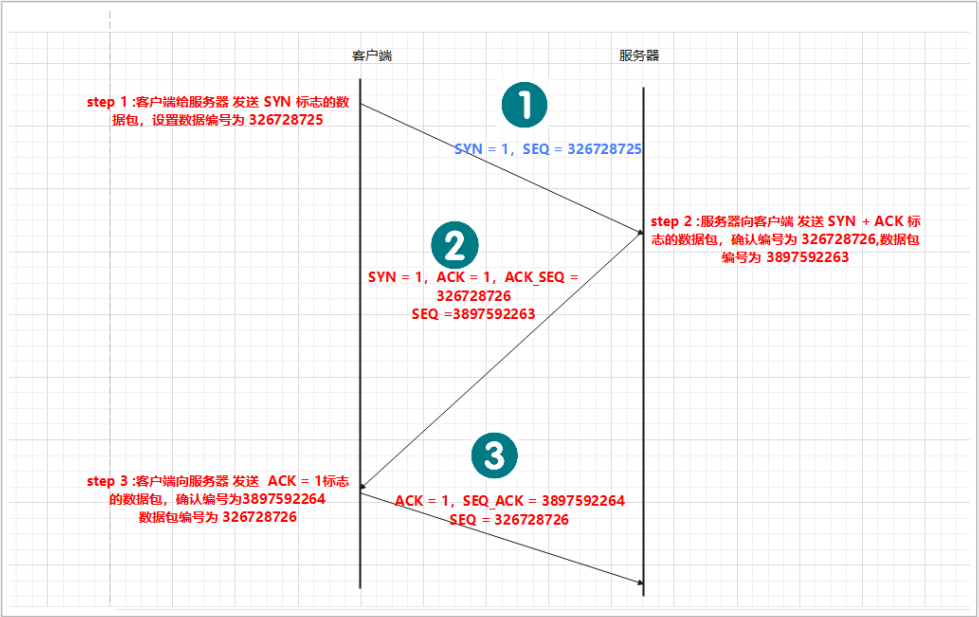 客户端
服务器
step 1 :客户端给服务器 发送 SYN 标志的数
据包，设置数据编号为 326728725
1
SYN = 1，SEQ = 326728725
step 2 :服务器向客户端 发送 SYN + ACK 标
志的数据包，确认编号为 326728726,数据包
编号为 3897592263
2
SYN = 1，ACK = 1，ACK_SEQ =
326728726
SEQ =3897592263
3
step 3 :客户端向服务器 发送 ACK = 1标志
的数据包，确认编号为3897592264
数据包编号为 326728726
ACK = 1，SEQ_ACK = 3897592264
SEQ = 326728726